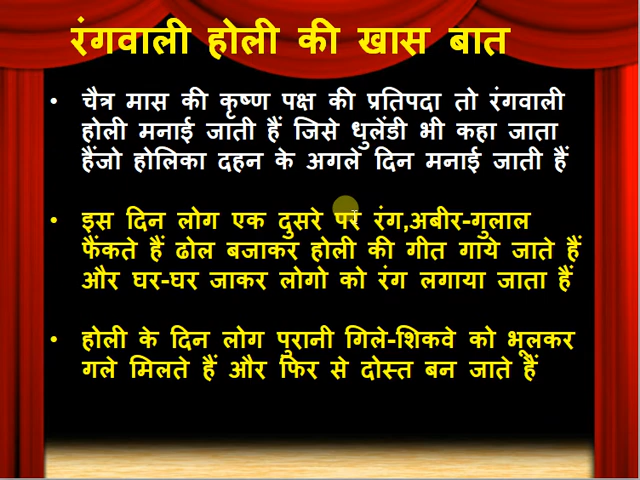 रंगवाली होली की खास बात
• चैत्र मास की कृष्ण पक्ष की प्रतिपदा तो रंगवाली
होली मनाई जाती हैं जिसे धुलेंडी भी कहा जाता
हैंजो होलिका दहन के अगले दिन मनाई जाती हैं
• इस दिन लोग एक दुसरे पर रंग,अबीर-गुलाल
फैंकते हैं ढोल बजाकर होली की गीत गाये जाते हैं
और घर-घर जाकर लोगो को रंग लगाया जाता हैं
• होली के दिन लोग पुरानी गिले-शिकवे को भूलकर
गले मिलते हैं और फिर से दोस्त बन जाते हैं